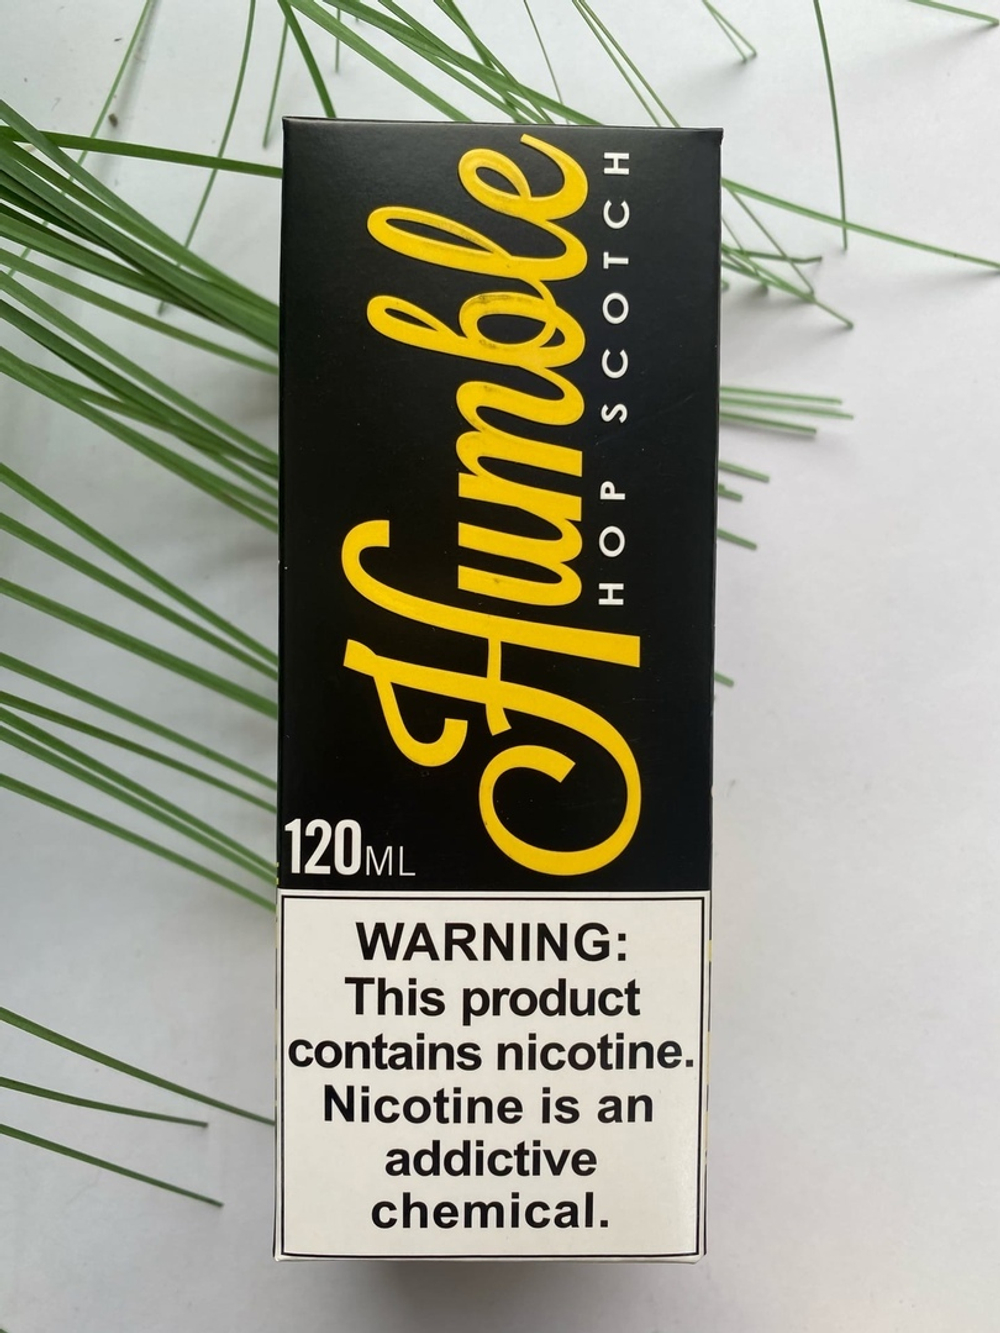 Humble
HOP SCOTCH
120ML
WARNING:
This product
contains nicotine.
Nicotine is an
addictive
chemical.